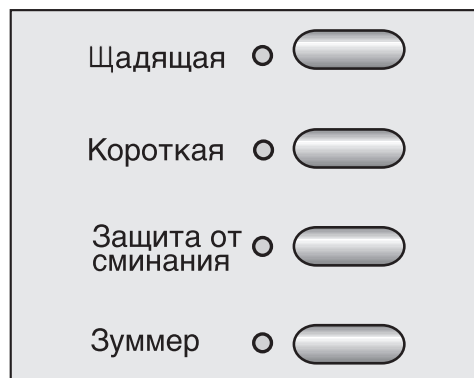 Щадящая
Короткая
Защита от
сминания
Зуммер